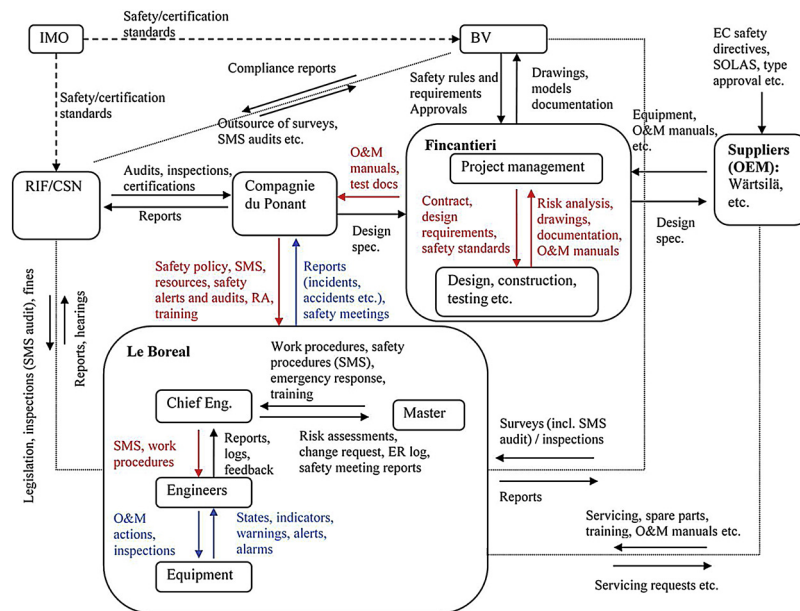 IMO
Safety/certification
standards
BV
EC safety
directives,
SOLAS, type
approval etc.
Compliance reports
Safety/certification
standards
Outsource of surveys,
SMS audits etc.
Safety rules and
requirements
Approvals
Drawings,
models
documentation
Equipment,
O&M manuals,
etc.
Suppliers
(OEM):
Wärtsilä,
etc.
Design
spec.
Fincantieri
Project management
Contract,
design
requirements,
safety standards
Risk analysis,
drawings,
documentation,
O&M manuals
Design, construction,
testing etc.
RIF/CSN
Audits, inspections,
certifications
Reports
Compagnie
du Ponant
O&M
manuals,
test docs
Design
spec.
Safety policy, SMS,
resources, safety
alerts and audits, RA,
training
Reports
(incidents,
accidents etc.),
safety meetings
Legislation, inspections (SMS audit), fines
Reports, hearings
Le Boreal
Work procedures, safety
procedures (SMS),
emergency response,
training
Chief Eng.
Master
Risk assessments,
change request, ER log,
safety meeting reports
SMS, work
procedures
Reports,
logs,
feedback
Engineers
O&M
actions,
inspections
States, indicators,
warnings, alerts,
alarms
Equipment
Surveys (incl. SMS
audit) / inspections
Reports
Servicing, spare parts,
training, O&M manuals etc.
Servicing requests etc.